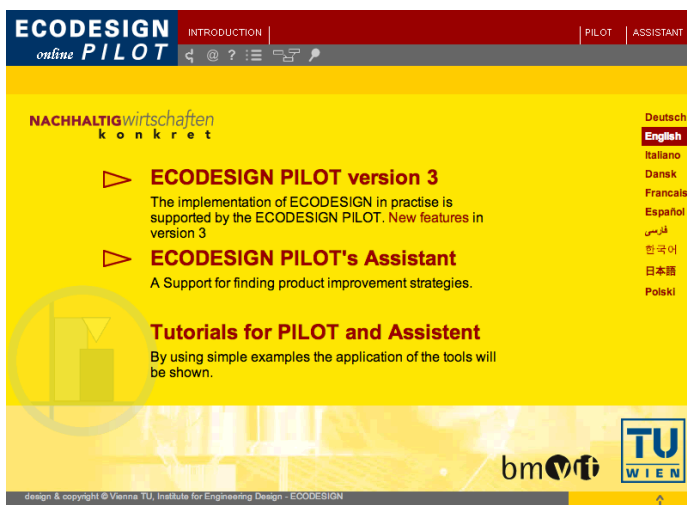 ECODESIGN
online PILOT
INTRODUCTION
PILOT
ASSISTANT
@ ?
NACHHALTIGwirtschaften
konkret
Deutsch
English
Italiano
Dansk
Francais
Español
فارسی
한국어
日本語
Polski
ECODESIGN PILOT version 3
The implementation of ECODESIGN in practise is
supported by the ECODESIGN PILOT. New features in
version 3
ECODESIGN PILOT's Assistant
A Support for finding product improvement strategies.
Tutorials for PILOT and Assistent
By using simple examples the application of the tools will
be shown.
bmvit
TU
WIEN
design & copyright © Vienna TU, Institute for Engineering Design - ECODESIGN